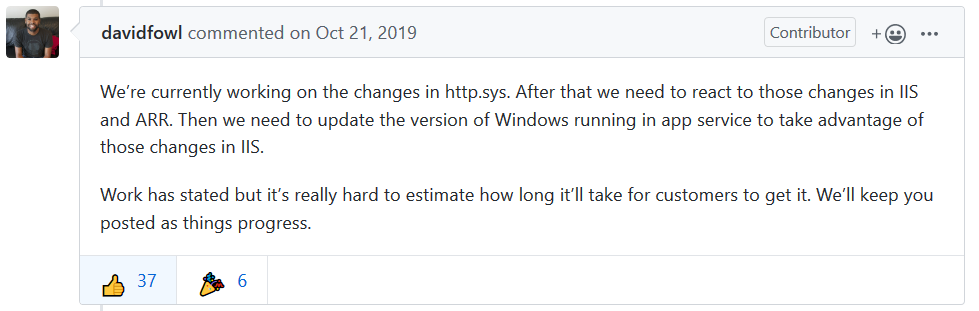 davidfowl commented on Oct 21, 2019
Contributor
+
We’re currently working on the changes in http.sys. After that we need to react to those changes in IIS
and ARR. Then we need to update the version of Windows running in app service to take advantage of
those changes in IIS.
Work has stated but it’s really hard to estimate how long it’ll take for customers to get it. We’ll keep you
posted as things progress.
37
6